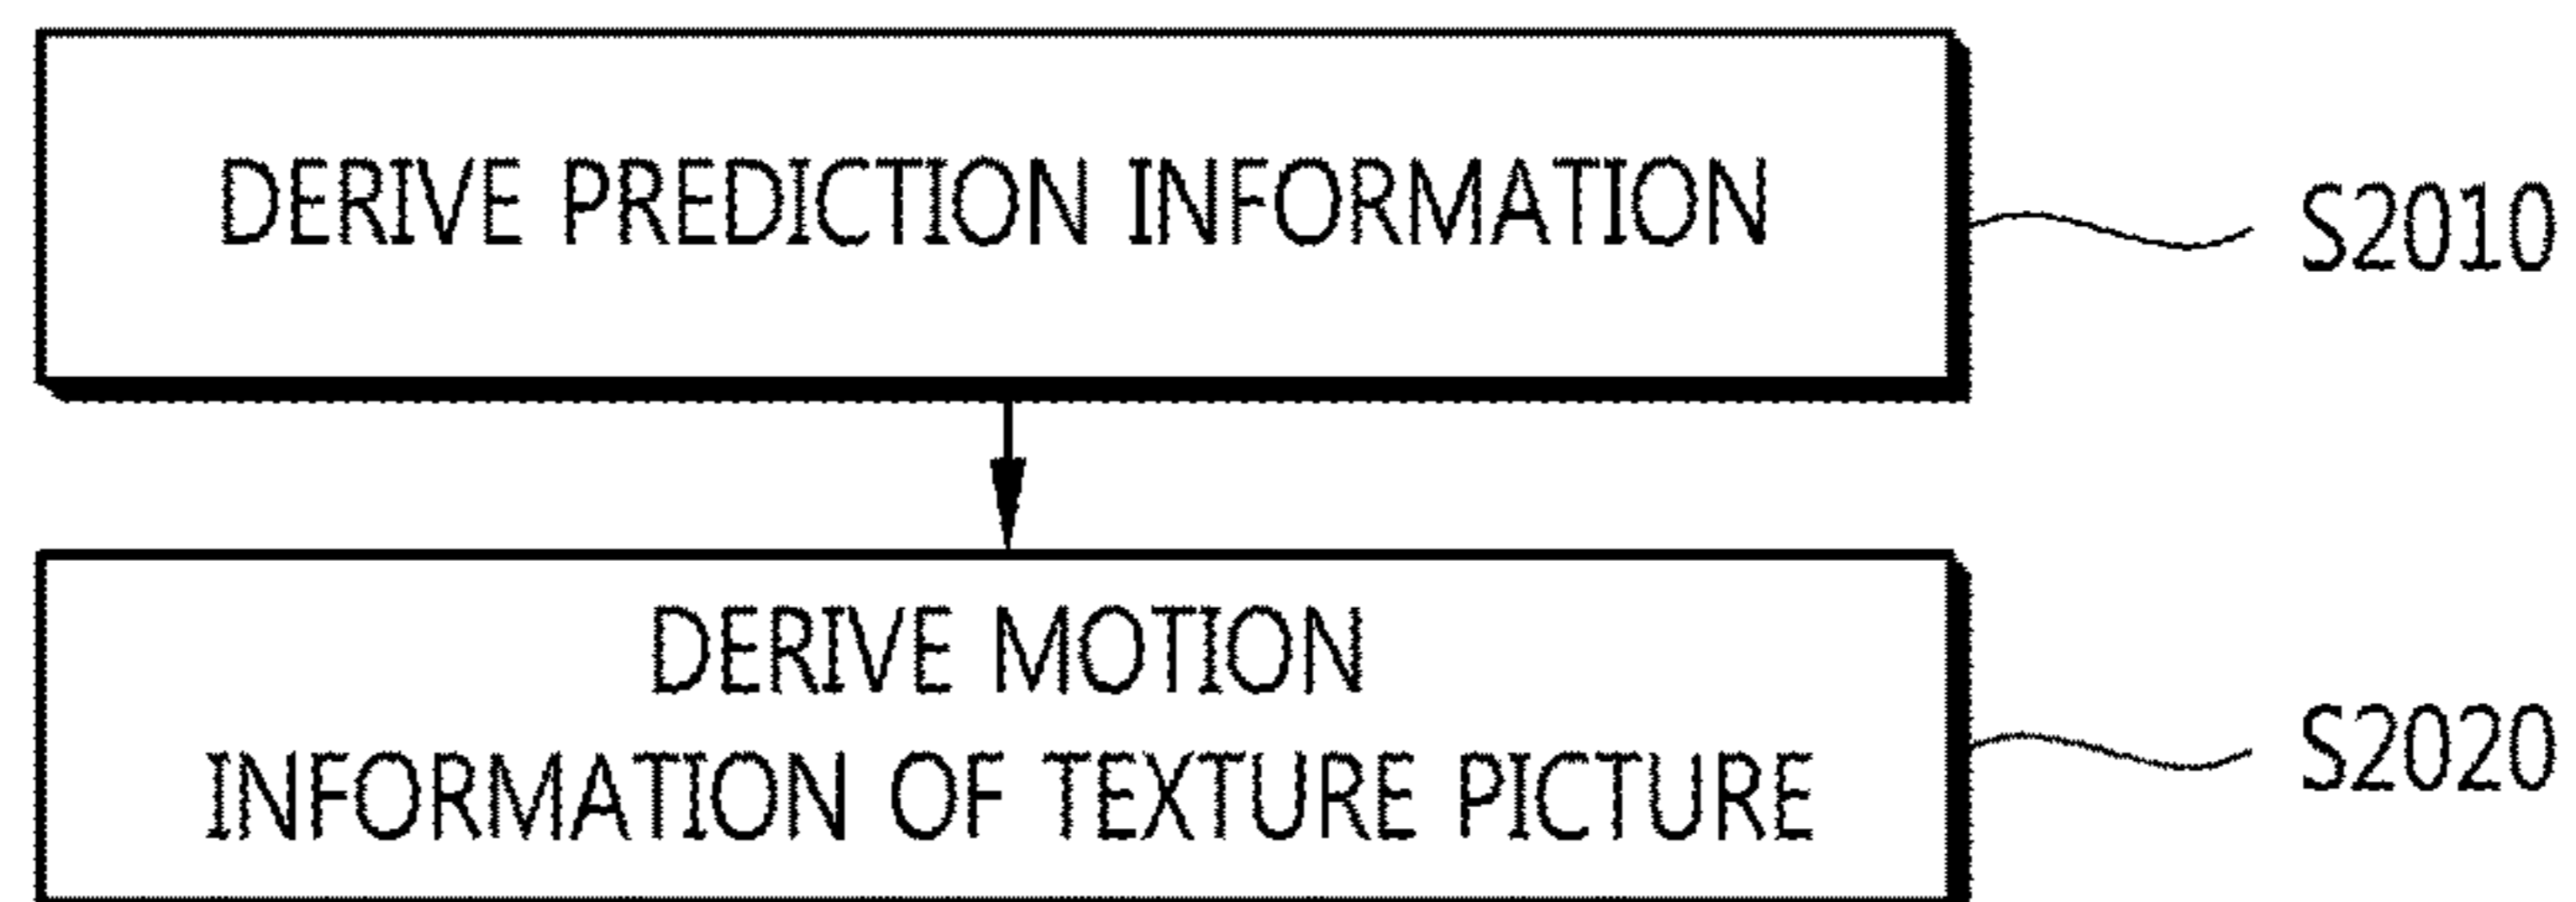 DERIVE PREDICTION INFORMATION
S2010
DERIVE MOTION
INFORMATION OF TEXTURE PICTURE
S2020